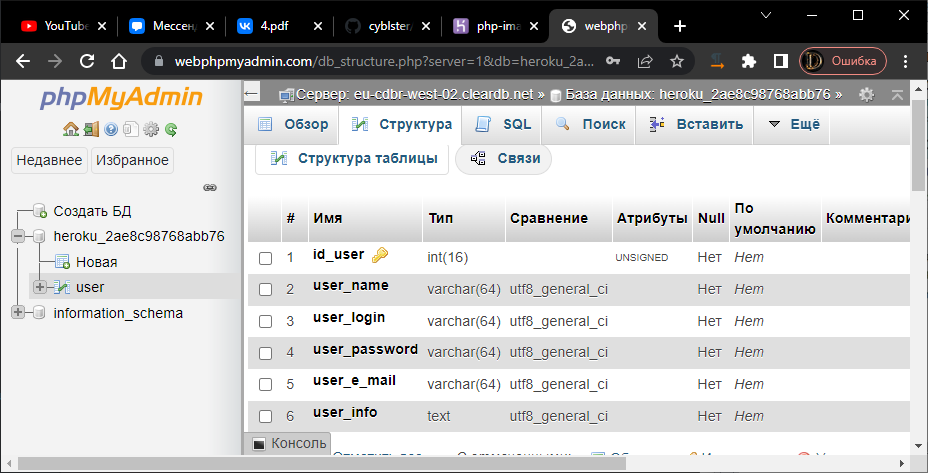 YouTube
Мессен
4.pdf
cyblster/
php-ima
webphp
webphpmyadmin.com/db_structure.php?server=1&db=heroku_2a...
Ошибка
phpMyAdmin
Недавнее Избранное
Создать БД
heroku_2ae8c98768abb76
Новая
user
information_schema
Сервер: eu-cdbr-west-02.cleardb.net » База данных: heroku_2ae8c98768abb76 »
Обзор Структура SQL Поиск Вставить Ещё
Структура таблицы Связи
# Имя Тип Сравнение Атрибуты Null По умолчанию Комментари
1 id_user int(16) UNSIGNED Нет Нет
2 user_name varchar(64) utf8_general_ci Нет Нет
3 user_login varchar(64) utf8_general_ci Нет Нет
4 user_password varchar(64) utf8_general_ci Нет Нет
5 user_e_mail varchar(64) utf8_general_ci Нет Нет
6 user_info text utf8_general_ci Нет Нет
Консоль